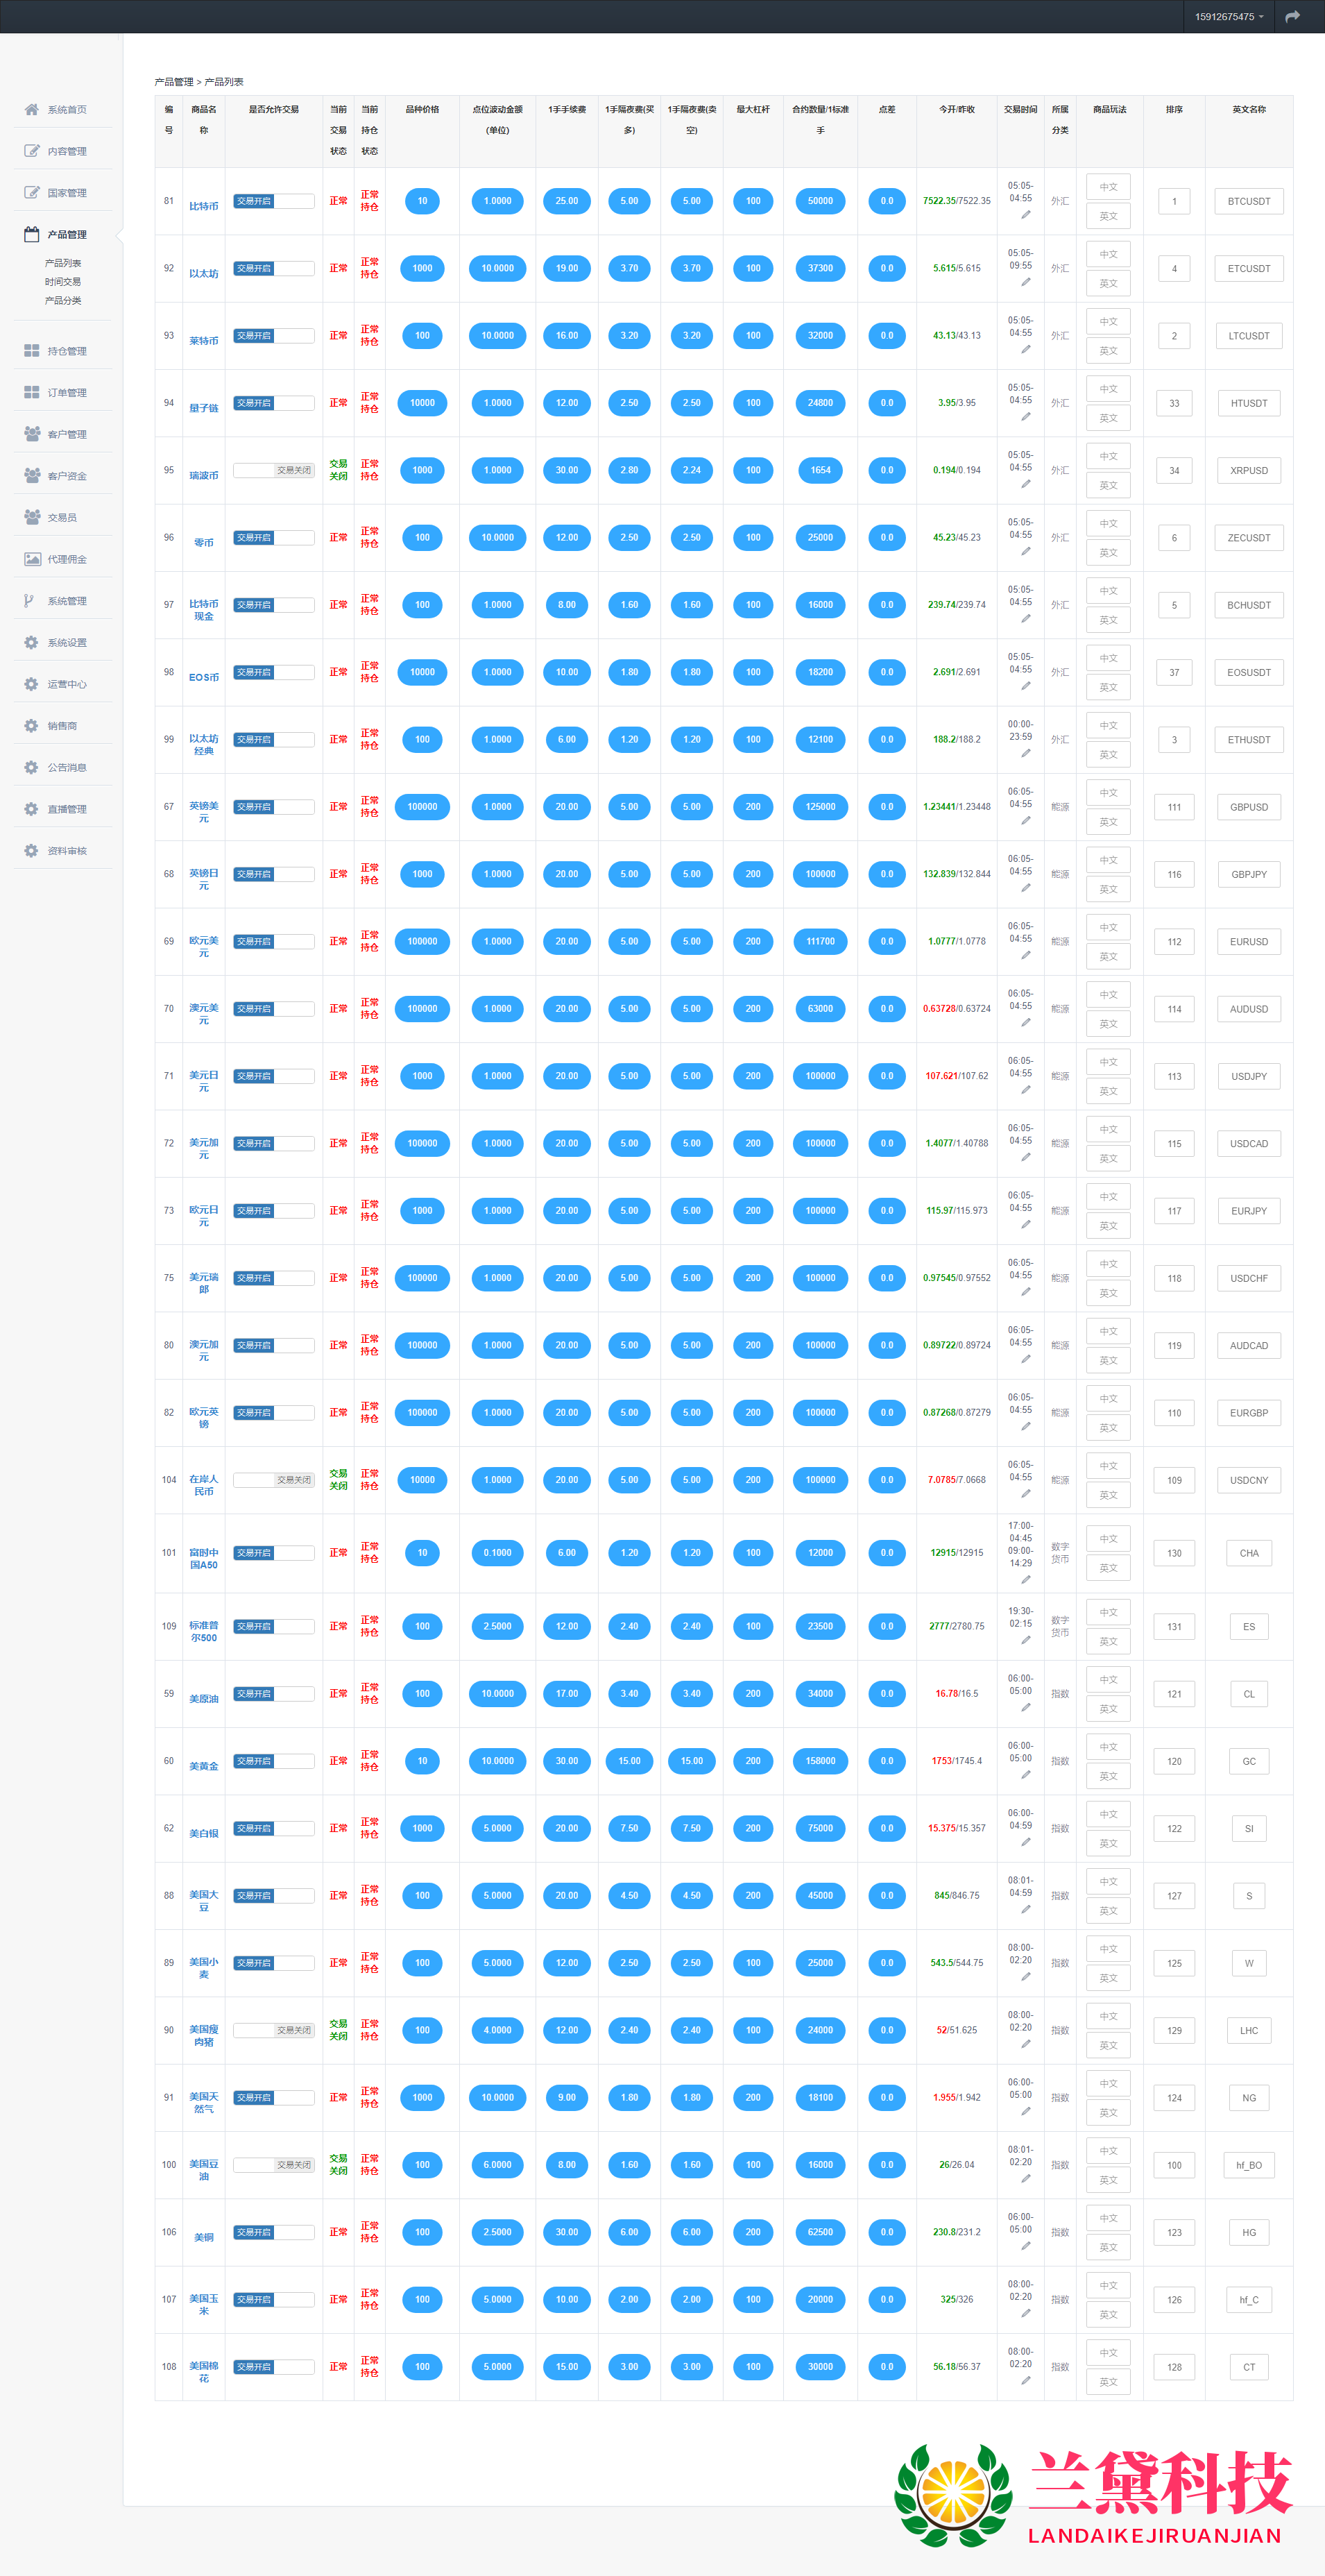 15912675475
系统首页
内容管理
国家管理
产品管理
产品列表
时间交易
产品分类
持仓管理
订单管理
客户管理
客户资金
交易员
代理佣金
系统管理
系统设置
运营中心
销售商
公告消息
直播管理
资料审核
产品管理 > 产品列表
编号 商品名称 是否允许交易 当前交易状态 当前持仓状态 品种价格 点位波动金额(单位) 1手手续费 1手隔夜费(买多) 1手隔夜费(卖空) 最大杠杆 合约数量/1标准手 点差 今开/昨收 交易时间 所属分类 商品玩法 排序 英文名称
81 比特币 交易开启 正常 正常持仓 10 1.0000 25.00 5.00 5.00 100 50000 0.0 7522.35/7522.35 05:05-04:55 外汇 中文 英文 1 BTCUSDT
92 以太坊 交易开启 正常 正常持仓 1000 10.0000 19.00 3.70 3.70 100 37300 0.0 5.615/5.615 05:05-09:55 外汇 中文 英文 4 ETCUSDT
93 莱特币 交易开启 正常 正常持仓 100 10.0000 16.00 3.20 3.20 100 32000 0.0 43.13/43.13 05:05-04:55 外汇 中文 英文 2 LTCUSDT
94 量子链 交易开启 正常 正常持仓 10000 1.0000 12.00 2.50 2.50 100 24800 0.0 3.95/3.95 05:05-04:55 外汇 中文 英文 33 HTUSDT
95 瑞波币 交易关闭 交易关闭 正常持仓 1000 1.0000 30.00 2.80 2.24 100 1654 0.0 0.194/0.194 05:05-04:55 外汇 中文 英文 34 XRPUSD
96 零币 交易开启 正常 正常持仓 100 10.0000 12.00 2.50 2.50 100 25000 0.0 45.23/45.23 05:05-04:55 外汇 中文 英文 6 ZECUSDT
97 比特币现金 交易开启 正常 正常持仓 100 1.0000 8.00 1.60 1.60 100 16000 0.0 239.74/239.74 05:05-04:55 外汇 中文 英文 5 BCHUSDT
98 EOS币 交易开启 正常 正常持仓 10000 1.0000 10.00 1.80 1.80 100 18200 0.0 2.691/2.691 05:05-04:55 外汇 中文 英文 37 EOSUSDT
99 以太坊经典 交易开启 正常 正常持仓 100 1.0000 6.00 1.20 1.20 100 12100 0.0 188.2/188.2 00:00-23:59 外汇 中文 英文 3 ETHUSDT
67 英镑美元 交易开启 正常 正常持仓 100000 1.0000 20.00 5.00 5.00 200 125000 0.0 1.23441/1.23448 06:05-04:55 能源 中文 英文 111 GBPUSD
68 英镑日元 交易开启 正常 正常持仓 1000 1.0000 20.00 5.00 5.00 200 100000 0.0 132.839/132.844 06:05-04:55 能源 中文 英文 116 GBPJPY
69 欧元美元 交易开启 正常 正常持仓 100000 1.0000 20.00 5.00 5.00 200 111700 0.0 1.0777/1.0778 06:05-04:55 能源 中文 英文 112 EURUSD
70 澳元美元 交易开启 正常 正常持仓 100000 1.0000 20.00 5.00 5.00 200 63000 0.0 0.63728/0.63724 06:05-04:55 能源 中文 英文 114 AUDUSD
71 美元日元 交易开启 正常 正常持仓 1000 1.0000 20.00 5.00 5.00 200 100000 0.0 107.621/107.62 06:05-04:55 能源 中文 英文 113 USDJPY
72 美元加元 交易开启 正常 正常持仓 100000 1.0000 20.00 5.00 5.00 200 100000 0.0 1.4077/1.40788 06:05-04:55 能源 中文 英文 115 USDCAD
73 欧元日元 交易开启 正常 正常持仓 1000 1.0000 20.00 5.00 5.00 200 100000 0.0 115.97/115.973 06:05-04:55 能源 中文 英文 117 EURJPY
75 美元瑞郎 交易开启 正常 正常持仓 100000 1.0000 20.00 5.00 5.00 200 100000 0.0 0.97545/0.97552 06:05-04:55 能源 中文 英文 118 USDCHF
80 澳元加元 交易开启 正常 正常持仓 100000 1.0000 20.00 5.00 5.00 200 100000 0.0 0.89722/0.89724 06:05-04:55 能源 中文 英文 119 AUDCAD
82 欧元英镑 交易开启 正常 正常持仓 100000 1.0000 20.00 5.00 5.00 200 100000 0.0 0.87268/0.87279 06:05-04:55 能源 中文 英文 110 EURGBP
104 在岸人民币 交易关闭 交易关闭 正常持仓 10000 1.0000 20.00 5.00 5.00 200 100000 0.0 7.0785/7.0668 06:05-04:55 能源 中文 英文 109 USDCNY
101 富时中国A50 交易开启 正常 正常持仓 10 0.1000 6.00 1.20 1.20 100 12000 0.0 12915/12915 17:00-04:45 09:00-14:29 数字货币 中文 英文 130 CHA
109 标准普尔500 交易开启 正常 正常持仓 100 2.5000 12.00 2.40 2.40 100 23500 0.0 2777/2780.75 19:30-02:15 数字货币 中文 英文 131 ES
59 美原油 交易开启 正常 正常持仓 100 10.0000 17.00 3.40 3.40 200 34000 0.0 16.78/16.5 06:00-05:00 指数 中文 英文 121 CL
60 美黄金 交易开启 正常 正常持仓 10 10.0000 30.00 15.00 15.00 200 158000 0.0 1753/1745.4 06:00-05:00 指数 中文 英文 120 GC
62 美白银 交易开启 正常 正常持仓 1000 5.0000 20.00 7.50 7.50 200 75000 0.0 15.375/15.357 06:00-04:59 指数 中文 英文 122 SI
88 美国大豆 交易开启 正常 正常持仓 100 5.0000 20.00 4.50 4.50 200 45000 0.0 845/846.75 08:01-04:59 指数 中文 英文 127 S
89 美国小麦 交易开启 正常 正常持仓 100 5.0000 12.00 2.50 2.50 100 25000 0.0 543.5/544.75 08:00-02:20 指数 中文 英文 125 W
90 美国瘦肉猪 交易关闭 交易关闭 正常持仓 100 4.0000 12.00 2.40 2.40 100 24000 0.0 52/51.625 08:00-02:20 指数 中文 英文 129 LHC
91 美国天然气 交易开启 正常 正常持仓 1000 10.0000 9.00 1.80 1.80 200 18100 0.0 1.955/1.942 06:00-05:00 指数 中文 英文 124 NG
100 美国豆油 交易关闭 交易关闭 正常持仓 100 6.0000 8.00 1.60 1.60 100 16000 0.0 26/26.04 08:01-02:20 指数 中文 英文 100 hf_BO
106 美铜 交易开启 正常 正常持仓 100 2.5000 30.00 6.00 6.00 200 62500 0.0 230.8/231.2 06:00-05:00 指数 中文 英文 123 HG
107 美国玉米 交易开启 正常 正常持仓 100 5.0000 10.00 2.00 2.00 100 20000 0.0 325/326 08:00-02:20 指数 中文 英文 126 hf_C
108 美国棉花 交易开启 正常 正常持仓 100 5.0000 15.00 3.00 3.00 100 30000 0.0 56.18/56.37 08:00-02:20 指数 中文 英文 128 CT
兰黛科技
LANDAIKEJIRUANJIAN